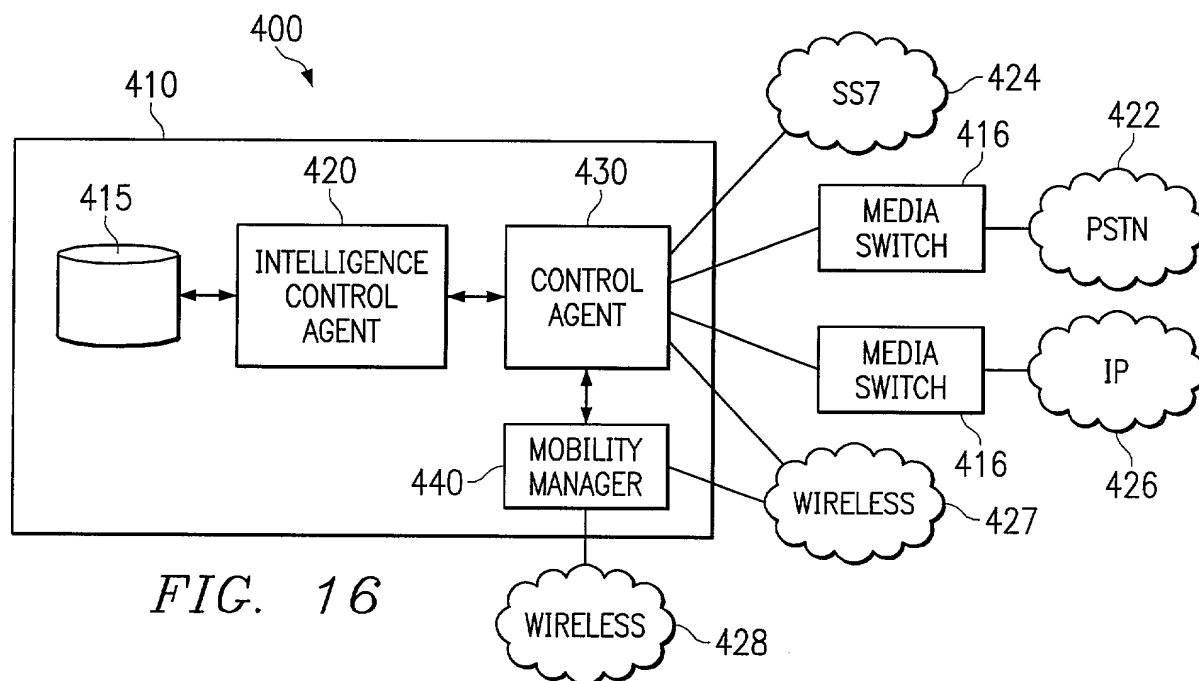 400
410
SS7
424
422
416
420
430
415
MEDIA
SWITCH
PSTN
INTELLIGENCE
CONTROL
AGENT
CONTROL
AGENT
MEDIA
SWITCH
IP
416
426
440
MOBILITY
MANAGER
WIRELESS
427
FIG. 16
WIRELESS
428